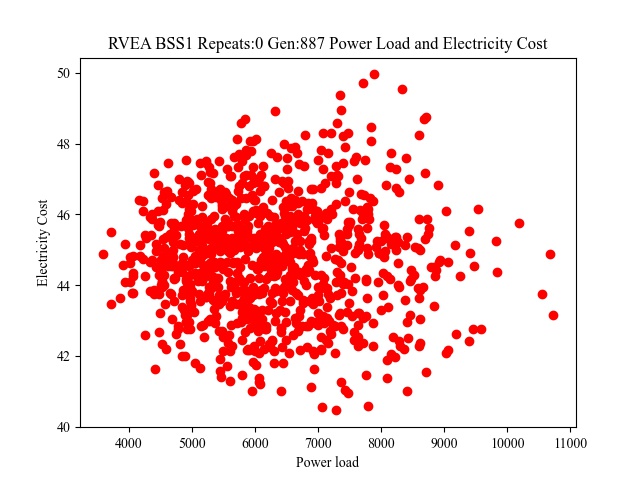 RVEA BSS1 Repeats:0 Gen:887 Power Load and Electricity Cost
50
48
46
44
42
40
Electricity Cost
4000 5000 6000 7000 8000 9000 10000 11000
Power load